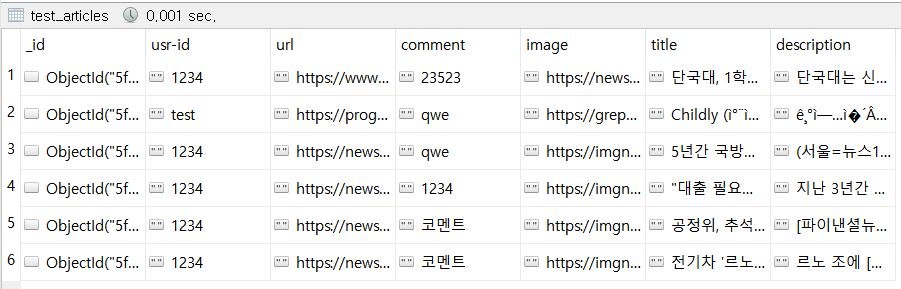 test_articles 0,001 sec,
_id usr-id url comment image title description
1 ObjectId("5f... "" 1234 "" https://www... "" 23523 "" https://news... "" 단국대, 1학... "" 단국대는 신...
2 ObjectId("5f... "" test "" https://prog... "" qwe "" https://grep... "" Childly (ì°¨ì... "" ê¸°ì—…ì�´Â...
3 ObjectId("5f... "" 1234 "" https://news... "" qwe "" https://imgn... "" 5년간 국방... "" (서울=뉴스1...
4 ObjectId("5f... "" 1234 "" https://news... "" 1234 "" https://imgn... "" "대출 필요... "" 지난 3년간 ...
5 ObjectId("5f... "" 1234 "" https://news... "" 코멘트 "" https://imgn... "" 공정위, 추석... "" [파이낸셜뉴...
6 ObjectId("5f... "" 1234 "" https://news... "" 코멘트 "" https://imgn... "" 전기차 '르노... "" 르노 조에 [...